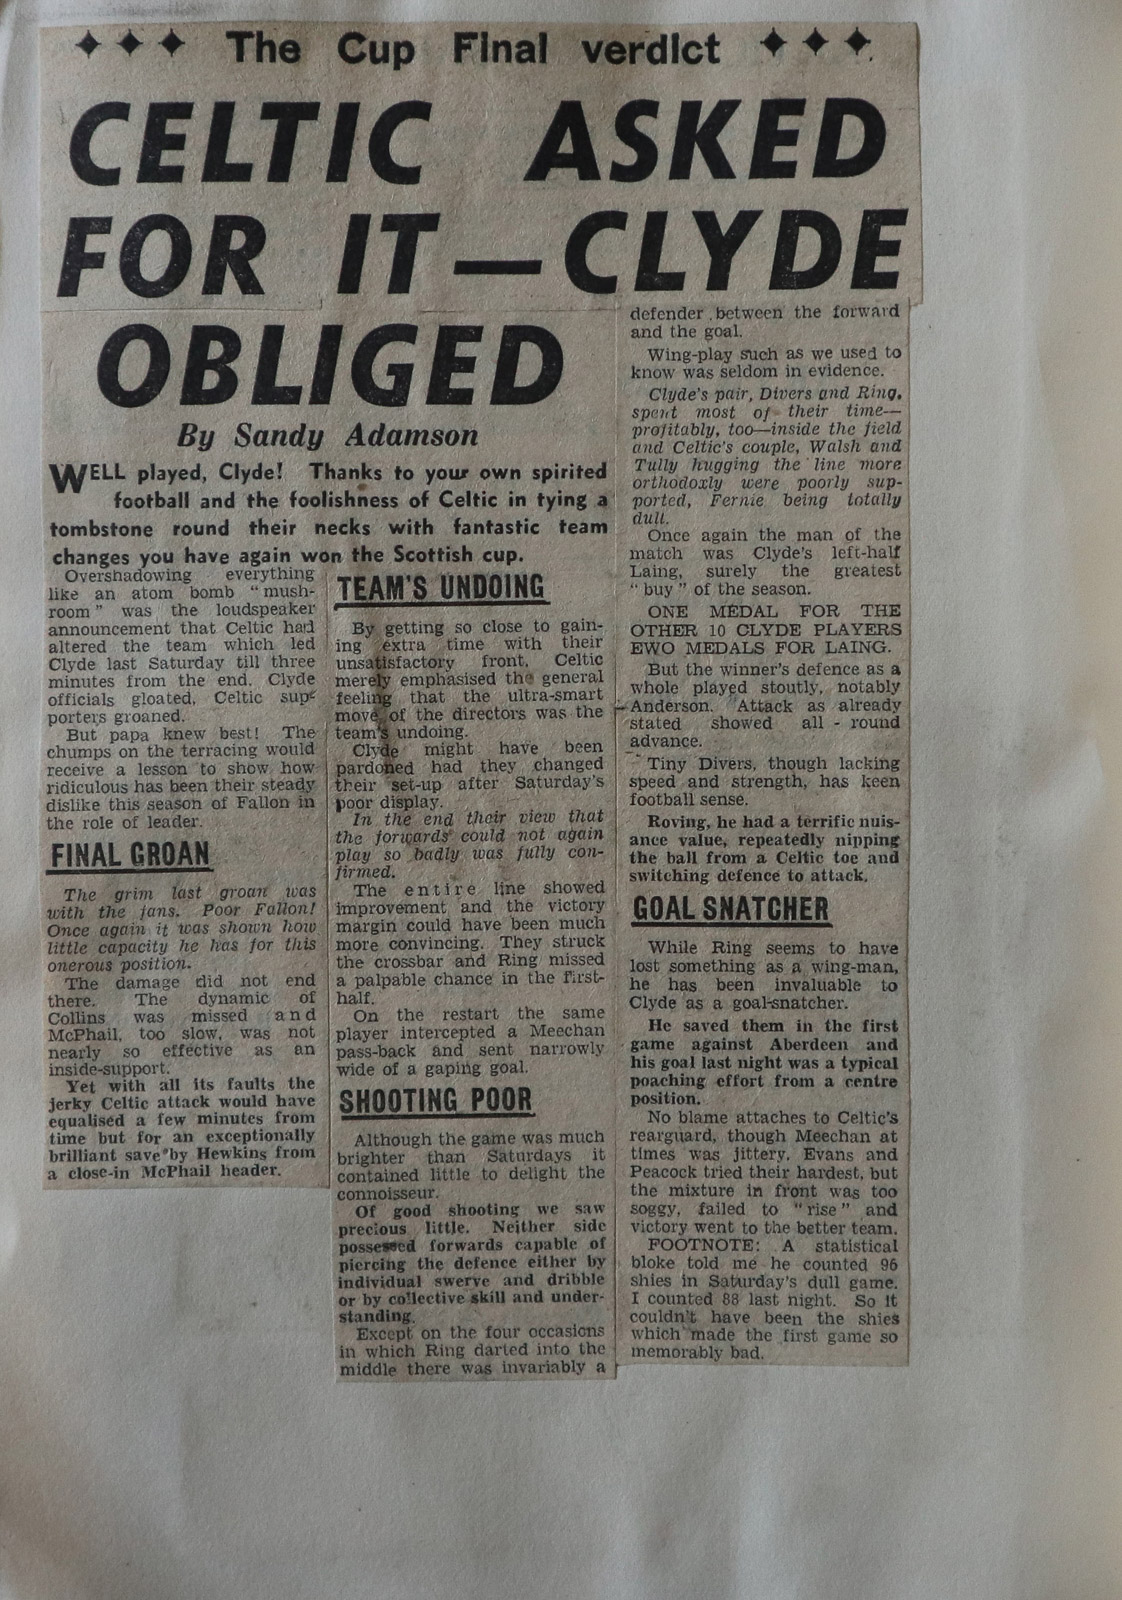 The Cup Final verdict
CELTIC ASKED
FOR IT—CLYDE
OBLIGED
By Sandy Adamson
WELL played, Clyde! Thanks to your own spirited
football and the foolishness of Celtic in tying a
tombstone round their necks with fantastic team
changes you have again won the Scottish cup.
Overshadowing everything
like an atom bomb "mush-
room" was the loudspeaker
announcement that Celtic had
altered the team which led
Clyde last Saturday till three
minutes from the end. Clyde
officials gloated, Celtic sup-
porters groaned.
But papa knew best! The
chumps on the terracing would
receive a lesson to show how
ridiculous has been their steady
dislike this season of Fallon in
the role of leader.
FINAL GROAN
The grim last groan was
with the fans. Poor Fallon!
Once again it was shown how
little capacity he has for this
onerous position.
The damage did not end
there. The dynamic of
Collins was missed and
McPhail, too slow, was not
nearly so effective as an
inside-support.
Yet with all its faults the
jerky Celtic attack would have
equalised a few minutes from
time but for an exceptionally
brilliant save by Hewkins from
a close-in McPhail header.
TEAM'S UNDOING
By getting so close to gain-
ing extra time with their
unsatisfactory front, Celtic
merely emphasised the general
feeling that the ultra-smart
move of the directors was the
team's undoing.
Clyde might have been
pardoned had they changed
their set-up after Saturday's
poor display.
In the end their view that
the forwards could not again
play so badly was fully con-
firmed.
The entire line showed
improvement and the victory
margin could have been much
more convincing. They struck
the crossbar and Ring missed
a palpable chance in the first-
half.
On the restart the same
player intercepted a Meechan
pass-back and sent narrowly
wide of a gaping goal.
SHOOTING POOR
Although the game was much
brighter than Saturdays it
contained little to delight the
connoisseur.
Of good shooting we saw
precious little. Neither side
possessed forwards capable of
piercing the defence either by
individual swerve and dribble
or by collective skill and under-
standing.
Except on the four occasions
in which Ring darted into the
middle there was invariably a
defender between the forward
and the goal.
Wing-play such as we used to
know was seldom in evidence.
Clyde's pair, Divers and Ring,
spent most of their time—
profitably, too—inside the field
and Celtic's couple, Walsh and
Tully hugging the line more
orthodoxly were poorly sup-
ported, Fernie being totally
dull.
Once again the man of the
match was Clyde's left-half
Laing, surely the greatest
"buy" of the season.
ONE MEDAL FOR THE
OTHER 10 CLYDE PLAYERS
EWO MEDALS FOR LAING.
But the winner's defence as a
whole played stoutly, notably
Anderson. Attack as already
stated showed all-round
advance.
Tiny Divers, though lacking
speed and strength, has keen
football sense.
Roving, he had a terrific nuis-
ance value, repeatedly nipping
the ball from a Celtic toe and
switching defence to attack.
GOAL SNATCHER
While Ring seems to have
lost something as a wing-man,
he has been invaluable to
Clyde as a goal-snatcher.
He saved them in the first
game against Aberdeen and
his goal last night was a typical
poaching effort from a centre
position.
No blame attaches to Celtic's
rearguard, though Meechan at
times was jittery. Evans and
Peacock tried their hardest, but
the mixture in front was too
soggy, failed to "rise" and
victory went to the better team.
FOOTNOTE: A statistical
bloke told me he counted 96
shies in Saturday's dull game.
I counted 88 last night. So it
couldn't have been the shies
which made the first game so
memorably bad.